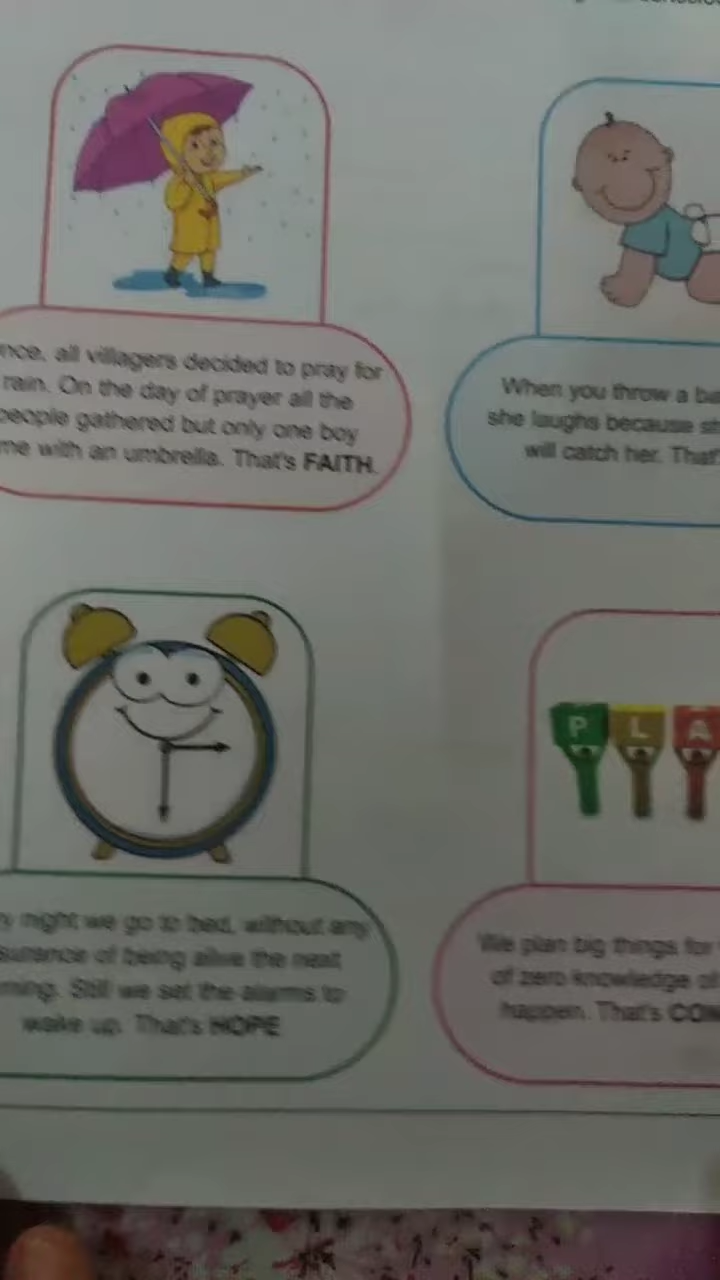 nce, all villagers decided to pray for
rain. On the day of prayer all the
people gathered but only one boy
me with an umbrella. That's FAITH.
When you throw a ba
she laughs because sh
will catch her. That'
P L A
y night we go to bed, without any
surance of being alive the next
rning. Still we set the alarms to
wake up. That's HOPE
We plan big things for
of zero knowledge of
happen. That's CON